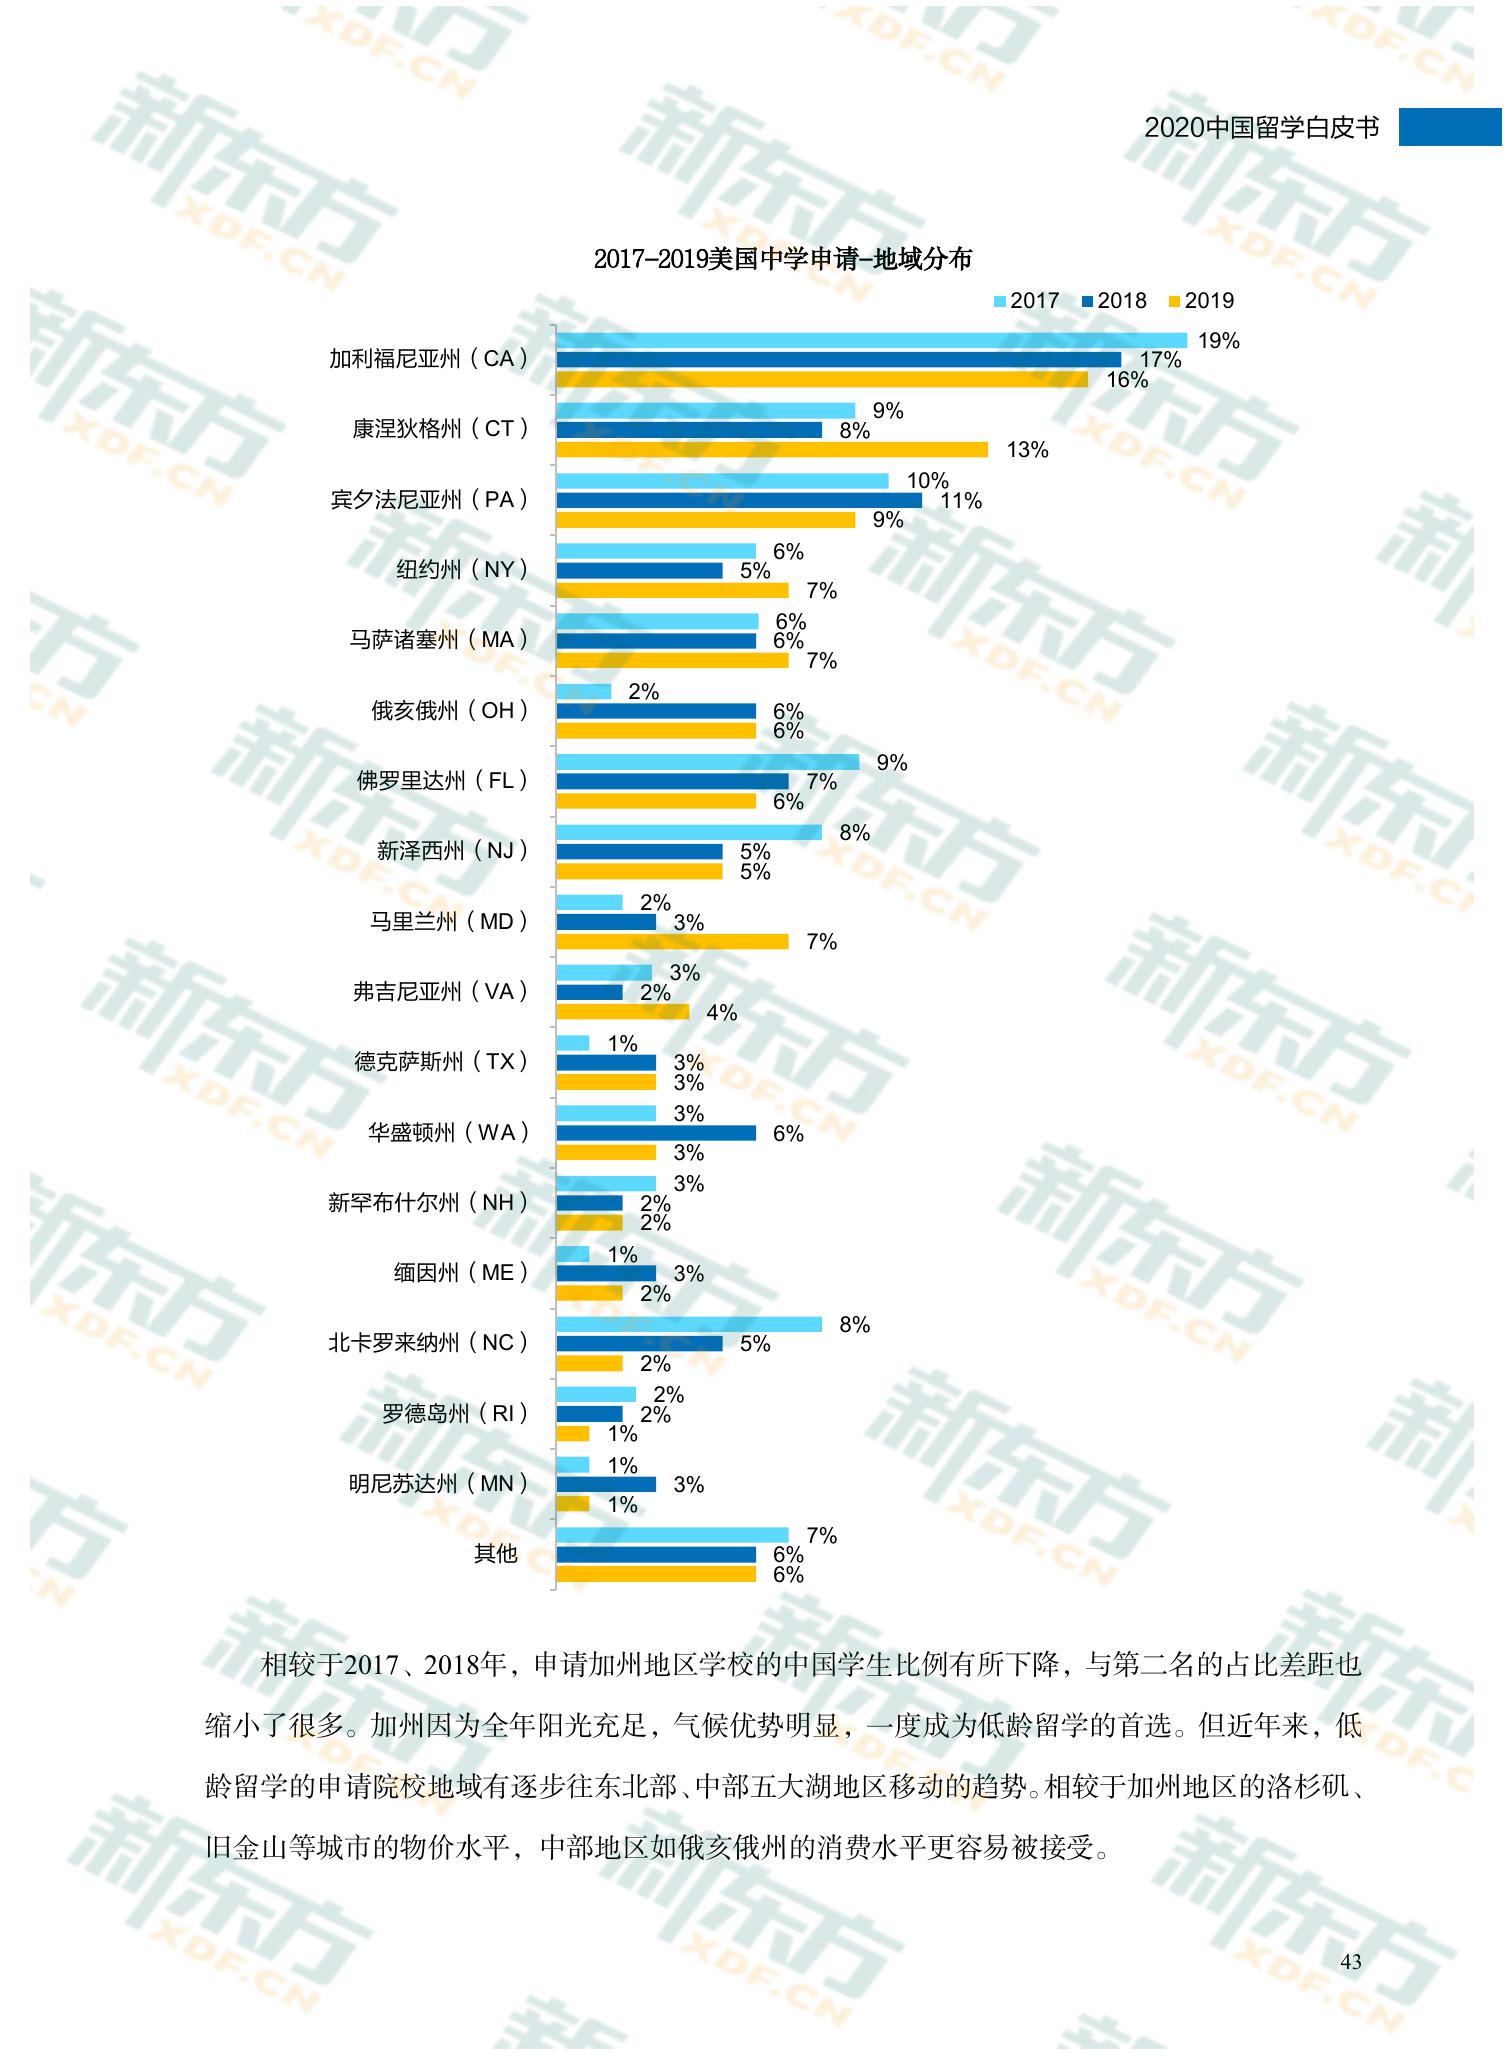 2020中国留学白皮书
2017-2019美国中学申请-地域分布
2017 2018 2019
加利福尼亚州（CA） 19% 17% 16%
康涅狄格州（CT） 9% 8% 13%
宾夕法尼亚州（PA） 10% 11% 9%
纽约州（NY） 6% 5% 7%
马萨诸塞州（MA） 6% 6% 7%
俄亥俄州（OH） 2% 6% 6%
佛罗里达州（FL） 9% 7% 6%
新泽西州（NJ） 8% 5% 5%
马里兰州（MD） 2% 3% 7%
弗吉尼亚州（VA） 3% 2% 4%
德克萨斯州（TX） 1% 3% 3%
华盛顿州（WA） 3% 6% 3%
新罕布什尔州（NH） 3% 2% 2%
缅因州（ME） 1% 3% 2%
北卡罗来纳州（NC） 8% 5% 2%
罗德岛州（RI） 2% 2% 1%
明尼苏达州（MN） 1% 3% 1%
其他 7% 6% 6%
相较于2017、2018年，申请加州地区学校的中国学生比例有所下降，与第二名的占比差距也
缩小了很多。加州因为全年阳光充足，气候优势明显，一度成为低龄留学的首选。但近年来，低
龄留学的申请院校地域有逐步往东北部、中部五大湖地区移动的趋势。相较于加州地区的洛杉矶、
旧金山等城市的物价水平，中部地区如俄亥俄州的消费水平更容易被接受。
43
新东方
XDF.CN